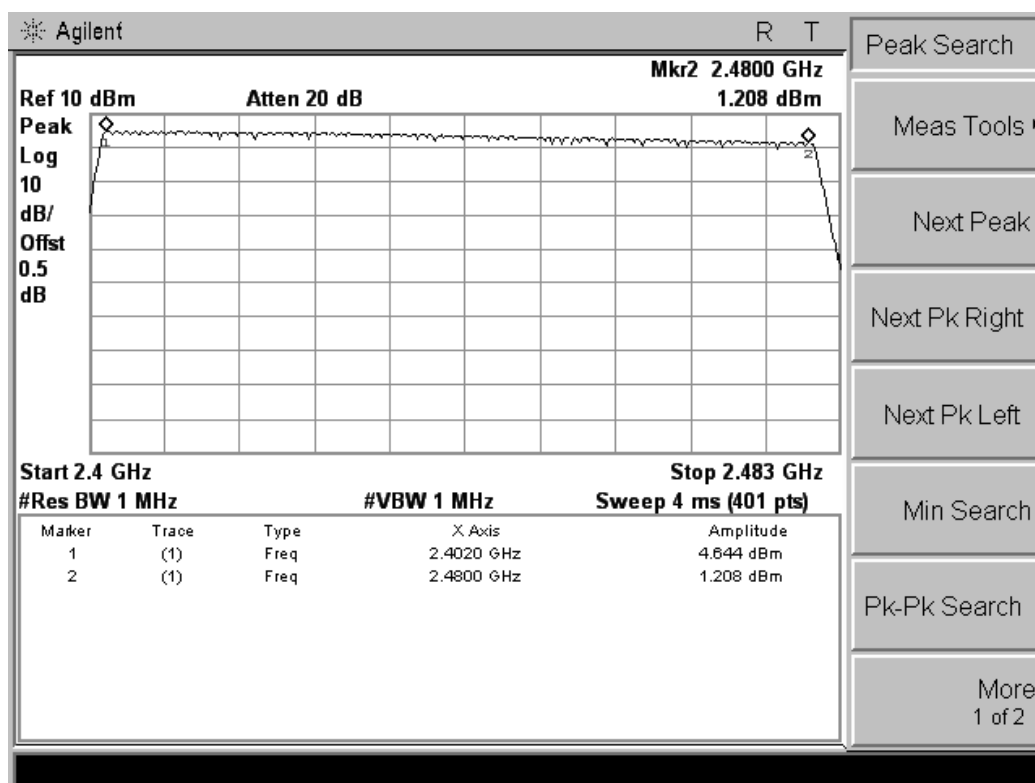 Agilent R T
Mkr2 2.4800 GHz
Ref 10 dBm Atten 20 dB 1.208 dBm
Peak
Log
10
dB/
Offst
0.5
dB
1
2
Start 2.4 GHz Stop 2.483 GHz
#Res BW 1 MHz #VBW 1 MHz Sweep 4 ms (401 pts)
Marker Trace Type X Axis Amplitude
1 (1) Freq 2.4020 GHz 4.644 dBm
2 (1) Freq 2.4800 GHz 1.208 dBm
Peak Search
Meas Tools
Next Peak
Next Pk Right
Next Pk Left
Min Search
Pk-Pk Search
More
1 of 2